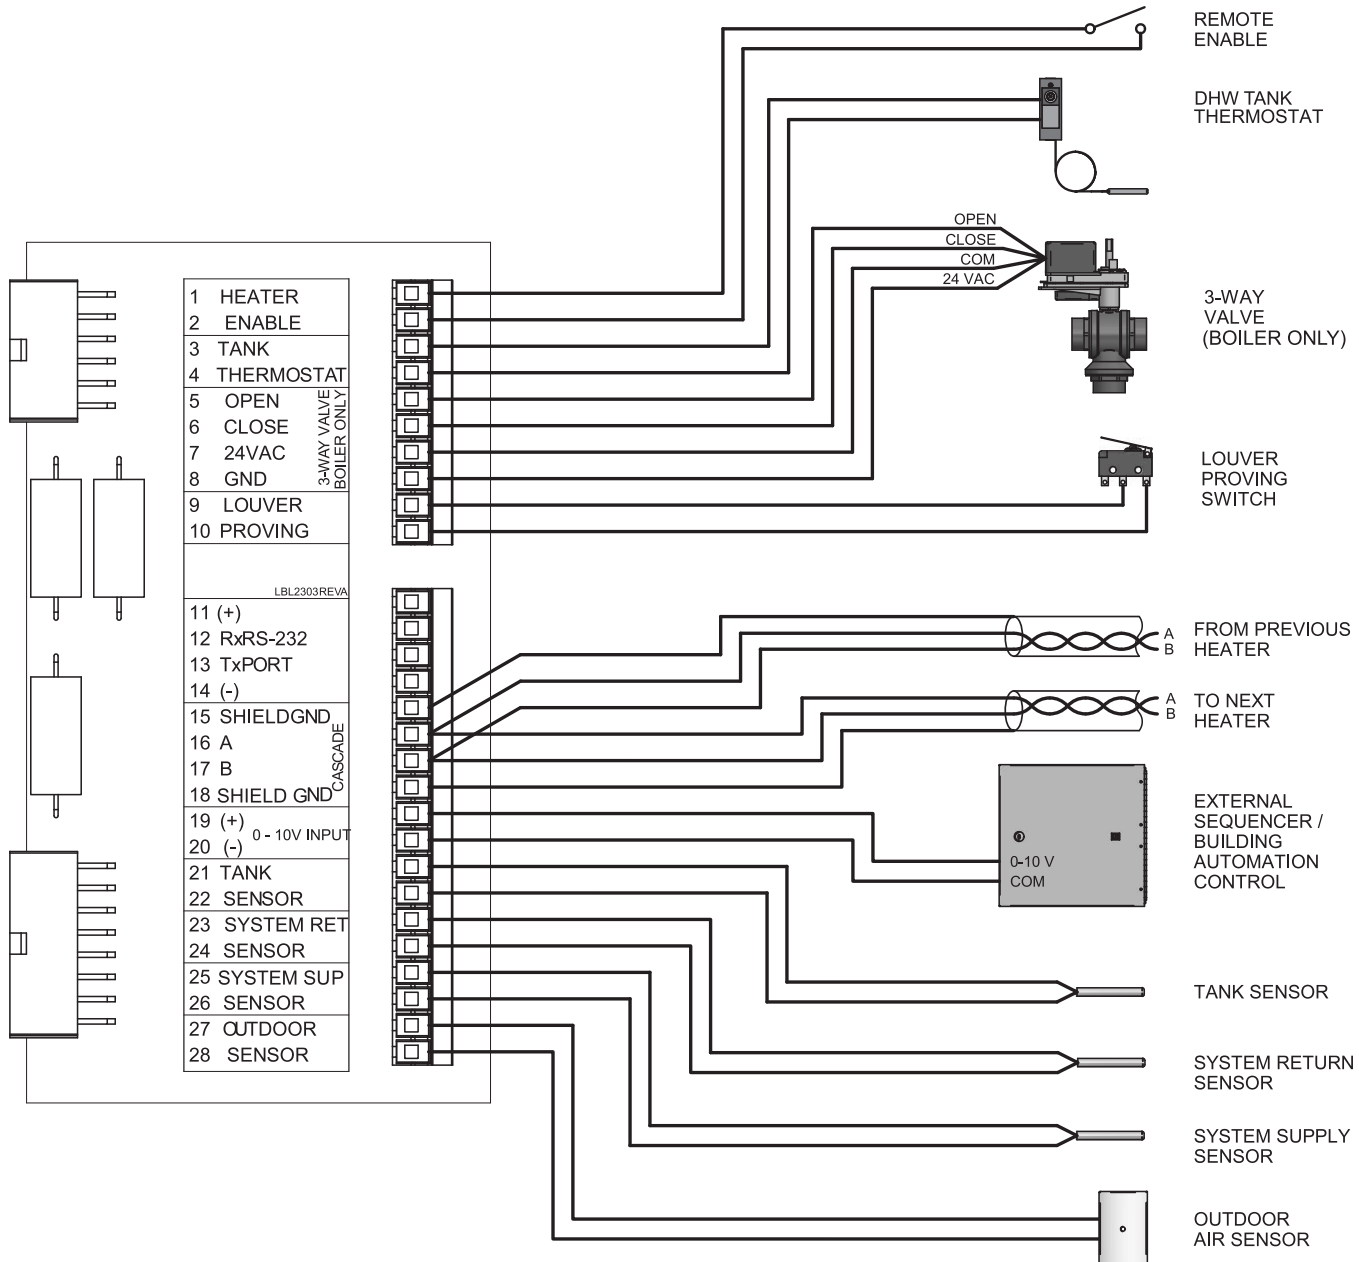 REMOTE
ENABLE
DHW TANK
THERMOSTAT
OPEN
CLOSE
COM
24 VAC
3-WAY
VALVE
(BOILER ONLY)
LOUVER
PROVING
SWITCH
1 HEATER
2 ENABLE
3 TANK
4 THERMOSTAT
5 OPEN
6 CLOSE
7 24VAC
8 GND
3-WAY VALVE
BOILER ONLY
9 LOUVER
10 PROVING
LBL2303REVA
11 (+)
12 RxRS-232
13 TxPORT
14 (-)
15 SHIELDGND
16 A
17 B
18 SHIELD GND
CASCADE
19 (+)
0 - 10V INPUT
20 (-)
21 TANK
22 SENSOR
23 SYSTEM RET
24 SENSOR
25 SYSTEM SUP
26 SENSOR
27 OUTDOOR
28 SENSOR
A
B
FROM PREVIOUS
HEATER
A
B
TO NEXT
HEATER
0-10 V
COM
EXTERNAL
SEQUENCER /
BUILDING
AUTOMATION
CONTROL
TANK SENSOR
SYSTEM RETURN
SENSOR
SYSTEM SUPPLY
SENSOR
OUTDOOR
AIR SENSOR